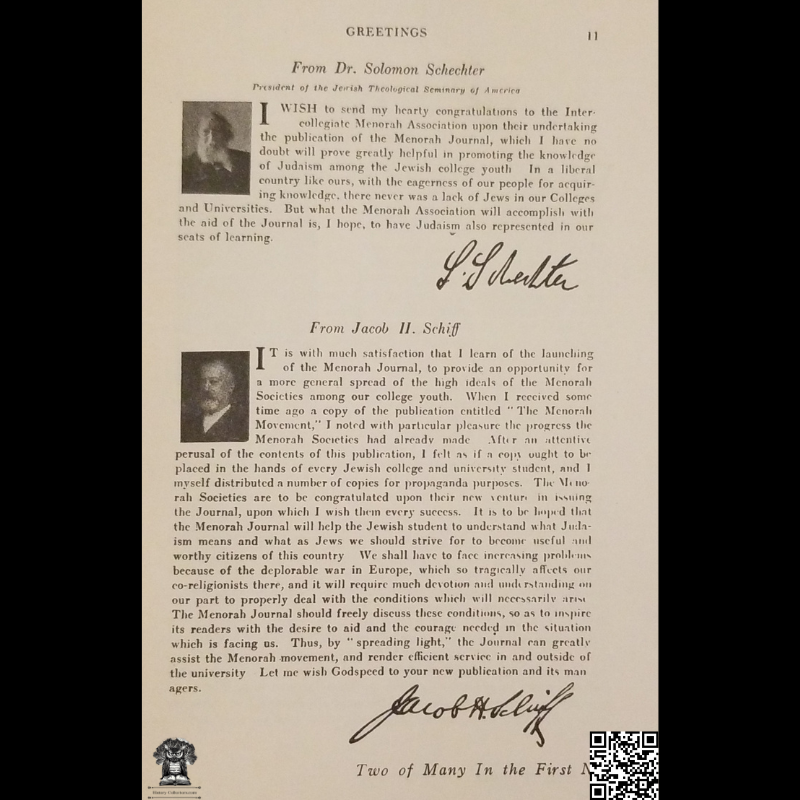 GREETINGS 11
From Dr. Solomon Schechter
President of the Jewish Theological Seminary of America
I WISH to send my hearty congratulations to the Inter-
collegiate Menorah Association upon their undertaking
the publication of the Menorah Journal, which I have no
doubt will prove greatly helpful in promoting the knowledge
of Judaism among the Jewish college youth In a liberal
country like ours, with the eagerness of our people for acquir-
ing knowledge, there never was a lack of Jews in our Colleges
and Universities. But what the Menorah Association will accomplish with
the aid of the Journal is, I hope, to have Judaism also represented in our
seats of learning.
S. Schechter
From Jacob H. Schiff
IT is with much satisfaction that I learn of the launching
of the Menorah Journal, to provide an opportunity for
a more general spread of the high ideals of the Menorah
Societies among our college youth. When I received some
time ago a copy of the publication entitled "The Menorah
Movement," I noted with particular pleasure the progress the
Menorah Societies had already made After an attentive
perusal of the contents of this publication, I felt as if a copy ought to be
placed in the hands of every Jewish college and university student, and I
myself distributed a number of copies for propaganda purposes. The Meno-
rah Societies are to be congratulated upon their new venture in issuing
the Journal, upon which I wish them every success. It is to be hoped that
the Menorah Journal will help the Jewish student to understand what Juda-
ism means and what as Jews we should strive for to become useful and
worthy citizens of this country We shall have to face increasing problems
because of the deplorable war in Europe, which so tragically affects our
co-religionists there, and it will require much devotion and understanding on
our part to properly deal with the conditions which will necessarily arise
The Menorah Journal should freely discuss these conditions, so as to inspire
its readers with the desire to aid and the courage needed in the situation
which is facing us. Thus, by "spreading light," the Journal can greatly
assist the Menorah movement, and render efficient service in and outside of
the university Let me wish Godspeed to your new publication and its man
agers.
Jacob H. Schiff
Two of Many In the First N